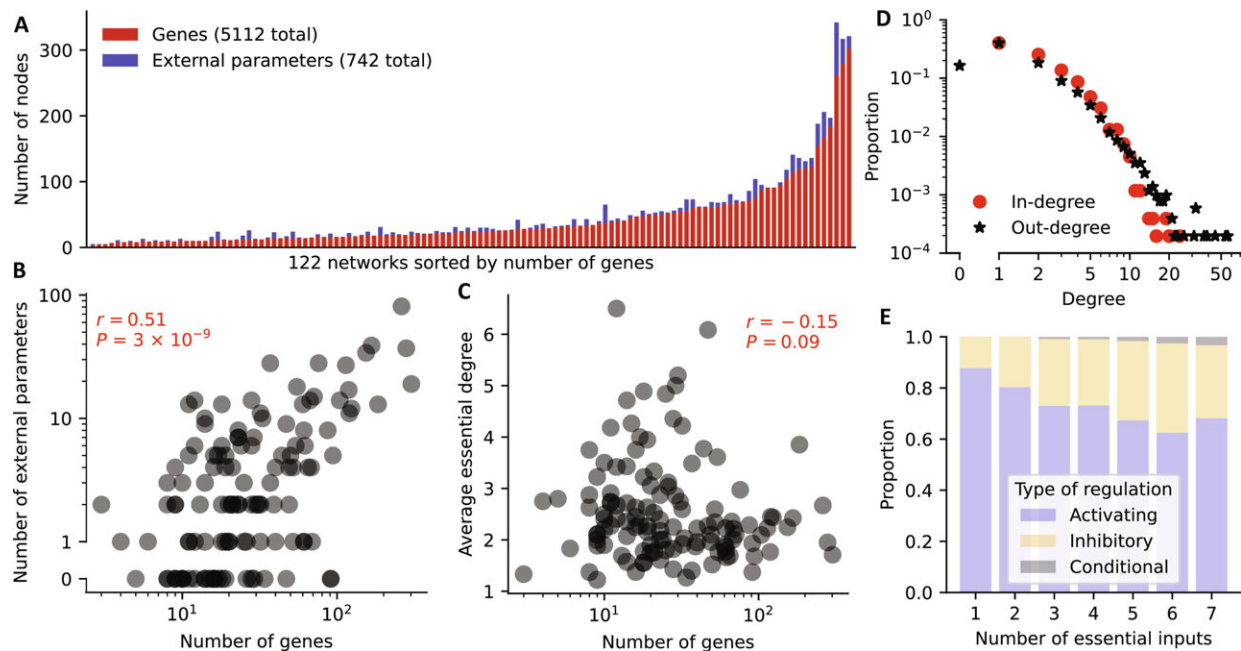 A
Genes (5112 total)
External parameters (742 total)
Number of nodes
300
200
100
0
122 networks sorted by number of genes
B
r = 0.51
P = 3 × 10⁻⁹
Number of external parameters
100
10
1
0
10¹
10²
Number of genes
C
r = − 0.15
P = 0.09
Average essential degree
6
5
4
3
2
1
10¹
10²
Number of genes
D
Proportion
10⁰
10⁻¹
10⁻²
10⁻³
10⁻⁴
In-degree
Out-degree
0 1 2 5 10 20 50
Degree
E
Proportion
1.0
0.8
0.6
0.4
0.2
0.0
Type of regulation
Activating
Inhibitory
Conditional
1 2 3 4 5 6 7
Number of essential inputs